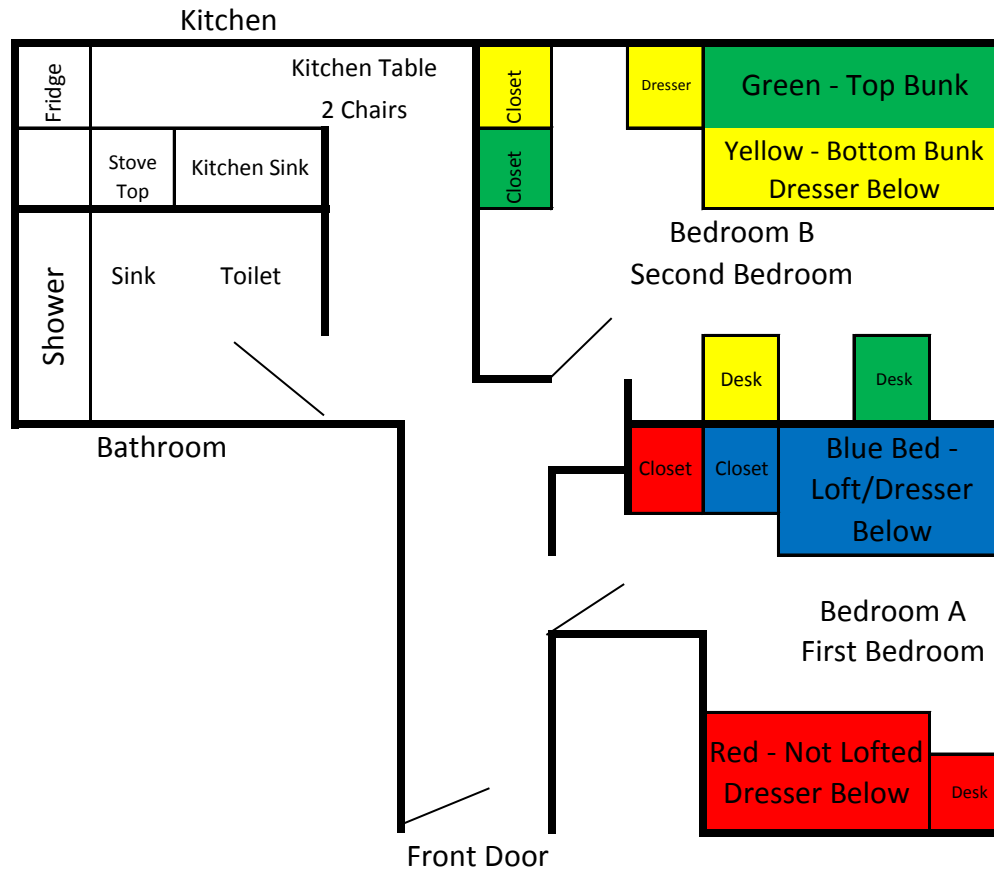 Kitchen
Fridge
Kitchen Table
2 Chairs
Closet
Dresser
Green - Top Bunk
Stove
Top
Kitchen Sink
Closet
Yellow - Bottom Bunk
Dresser Below
Bedroom B
Second Bedroom
Shower
Sink
Toilet
Desk
Desk
Bathroom
Closet
Closet
Blue Bed -
Loft/Dresser
Below
Bedroom A
First Bedroom
Red - Not Lofted
Dresser Below
Desk
Front Door